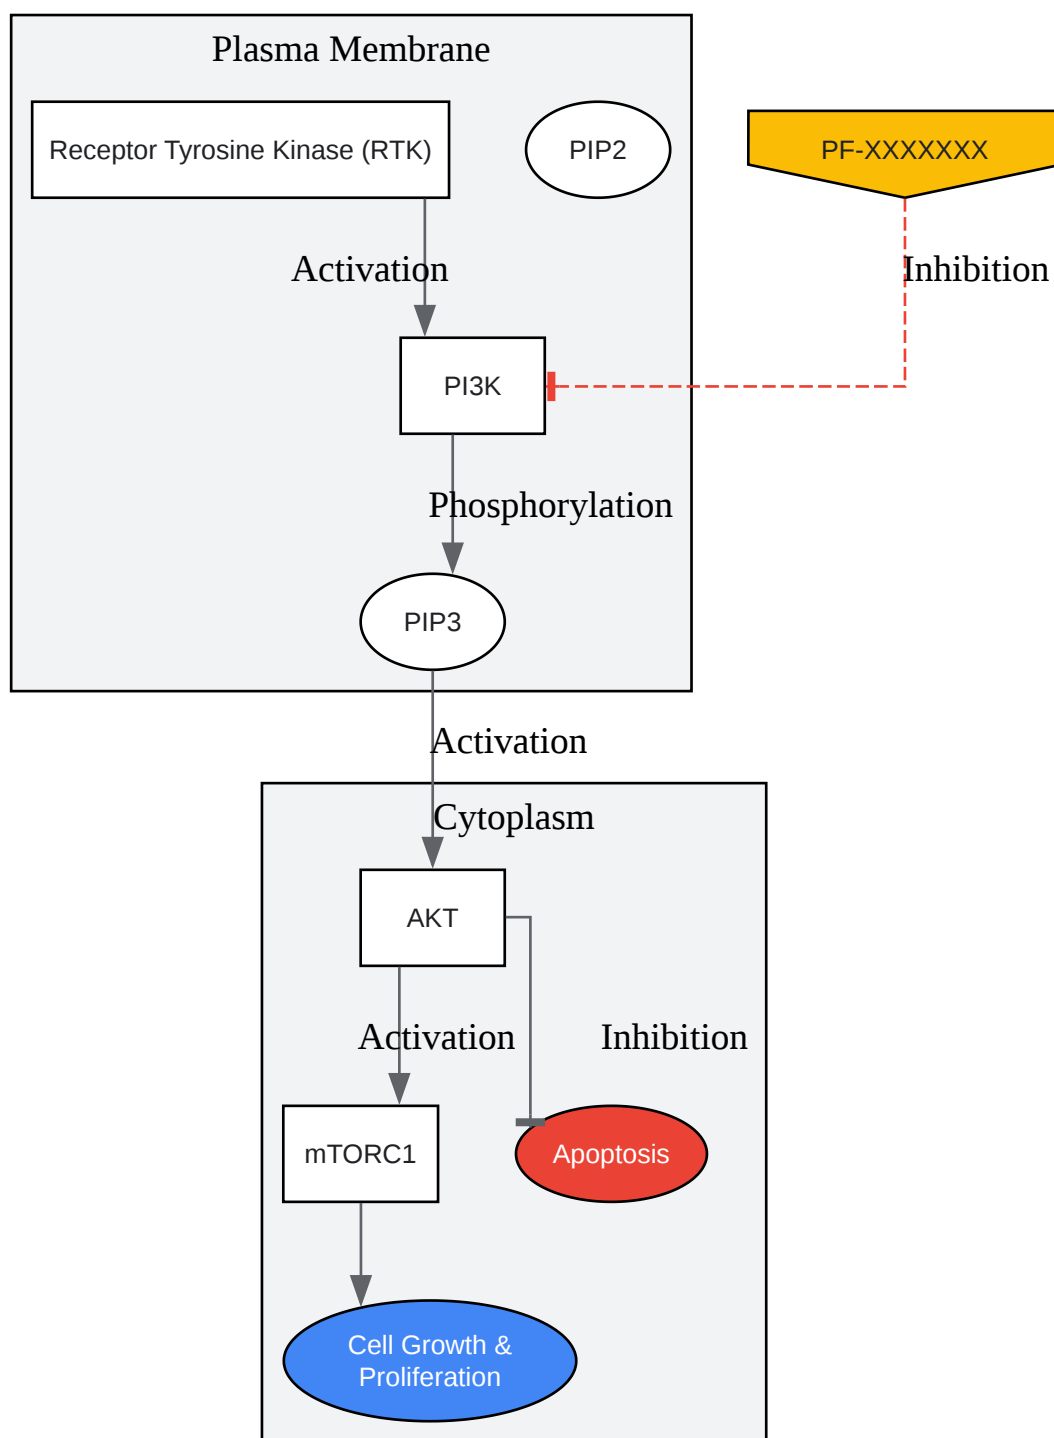 Plasma Membrane
Receptor Tyrosine Kinase (RTK)
PIP2
PF-XXXXXXX
Activation
Inhibition
PI3K
Phosphorylation
PIP3
Activation
Cytoplasm
AKT
Activation
Inhibition
mTORC1
Apoptosis
Cell Growth &
Proliferation